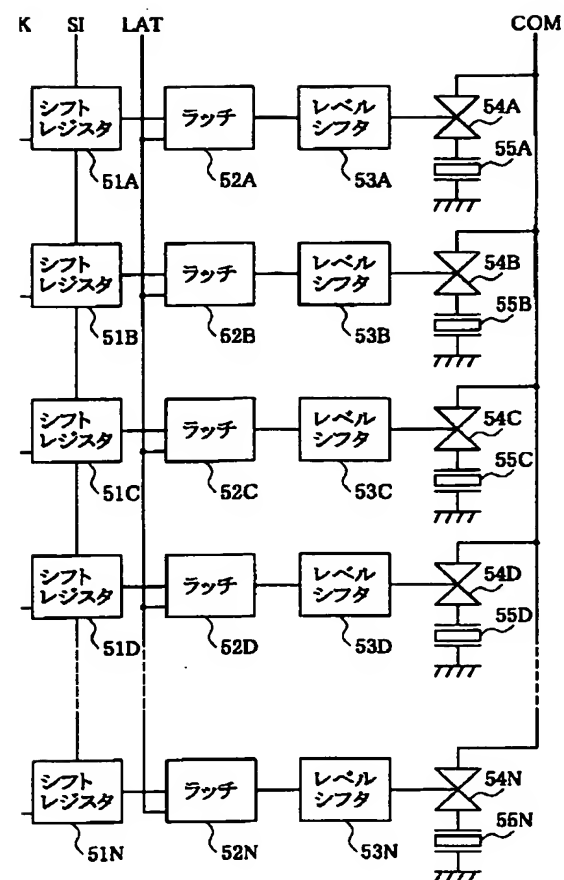 K SI LAT COM
シフト
レジスタ
ラッチ
レベル
シフタ
54A
55A
51A
52A
53A
シフト
レジスタ
ラッチ
レベル
シフタ
54B
55B
51B
52B
53B
シフト
レジスタ
ラッチ
レベル
シフタ
54C
55C
51C
52C
53C
シフト
レジスタ
ラッチ
レベル
シフタ
54D
55D
51D
52D
53D
シフト
レジスタ
ラッチ
レベル
シフタ
54N
55N
51N
52N
53N